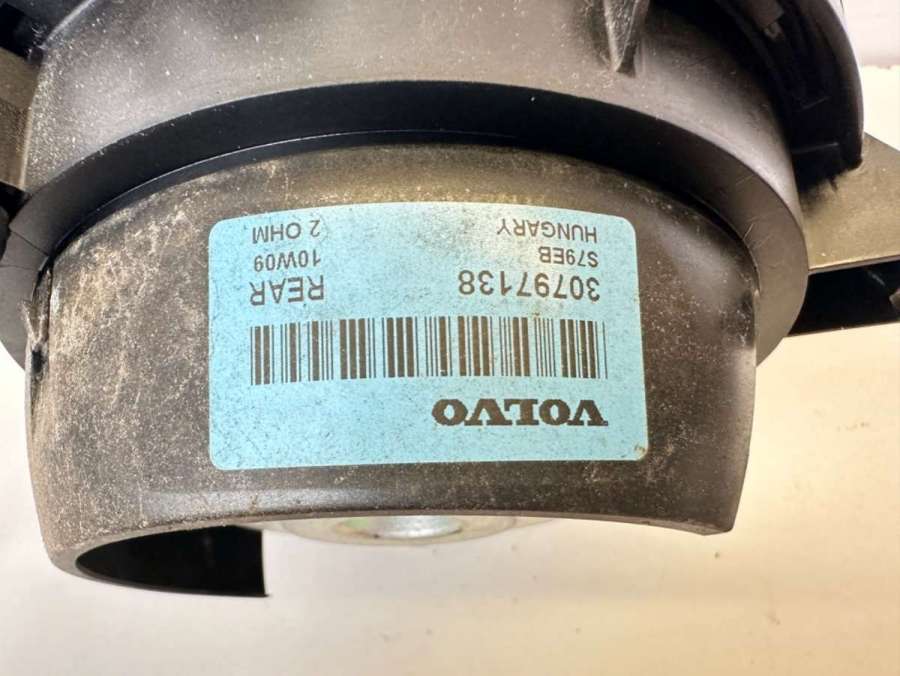 VOLVO
30797138 REAR
S79EB 10W09
HUNGARY 2 OHM